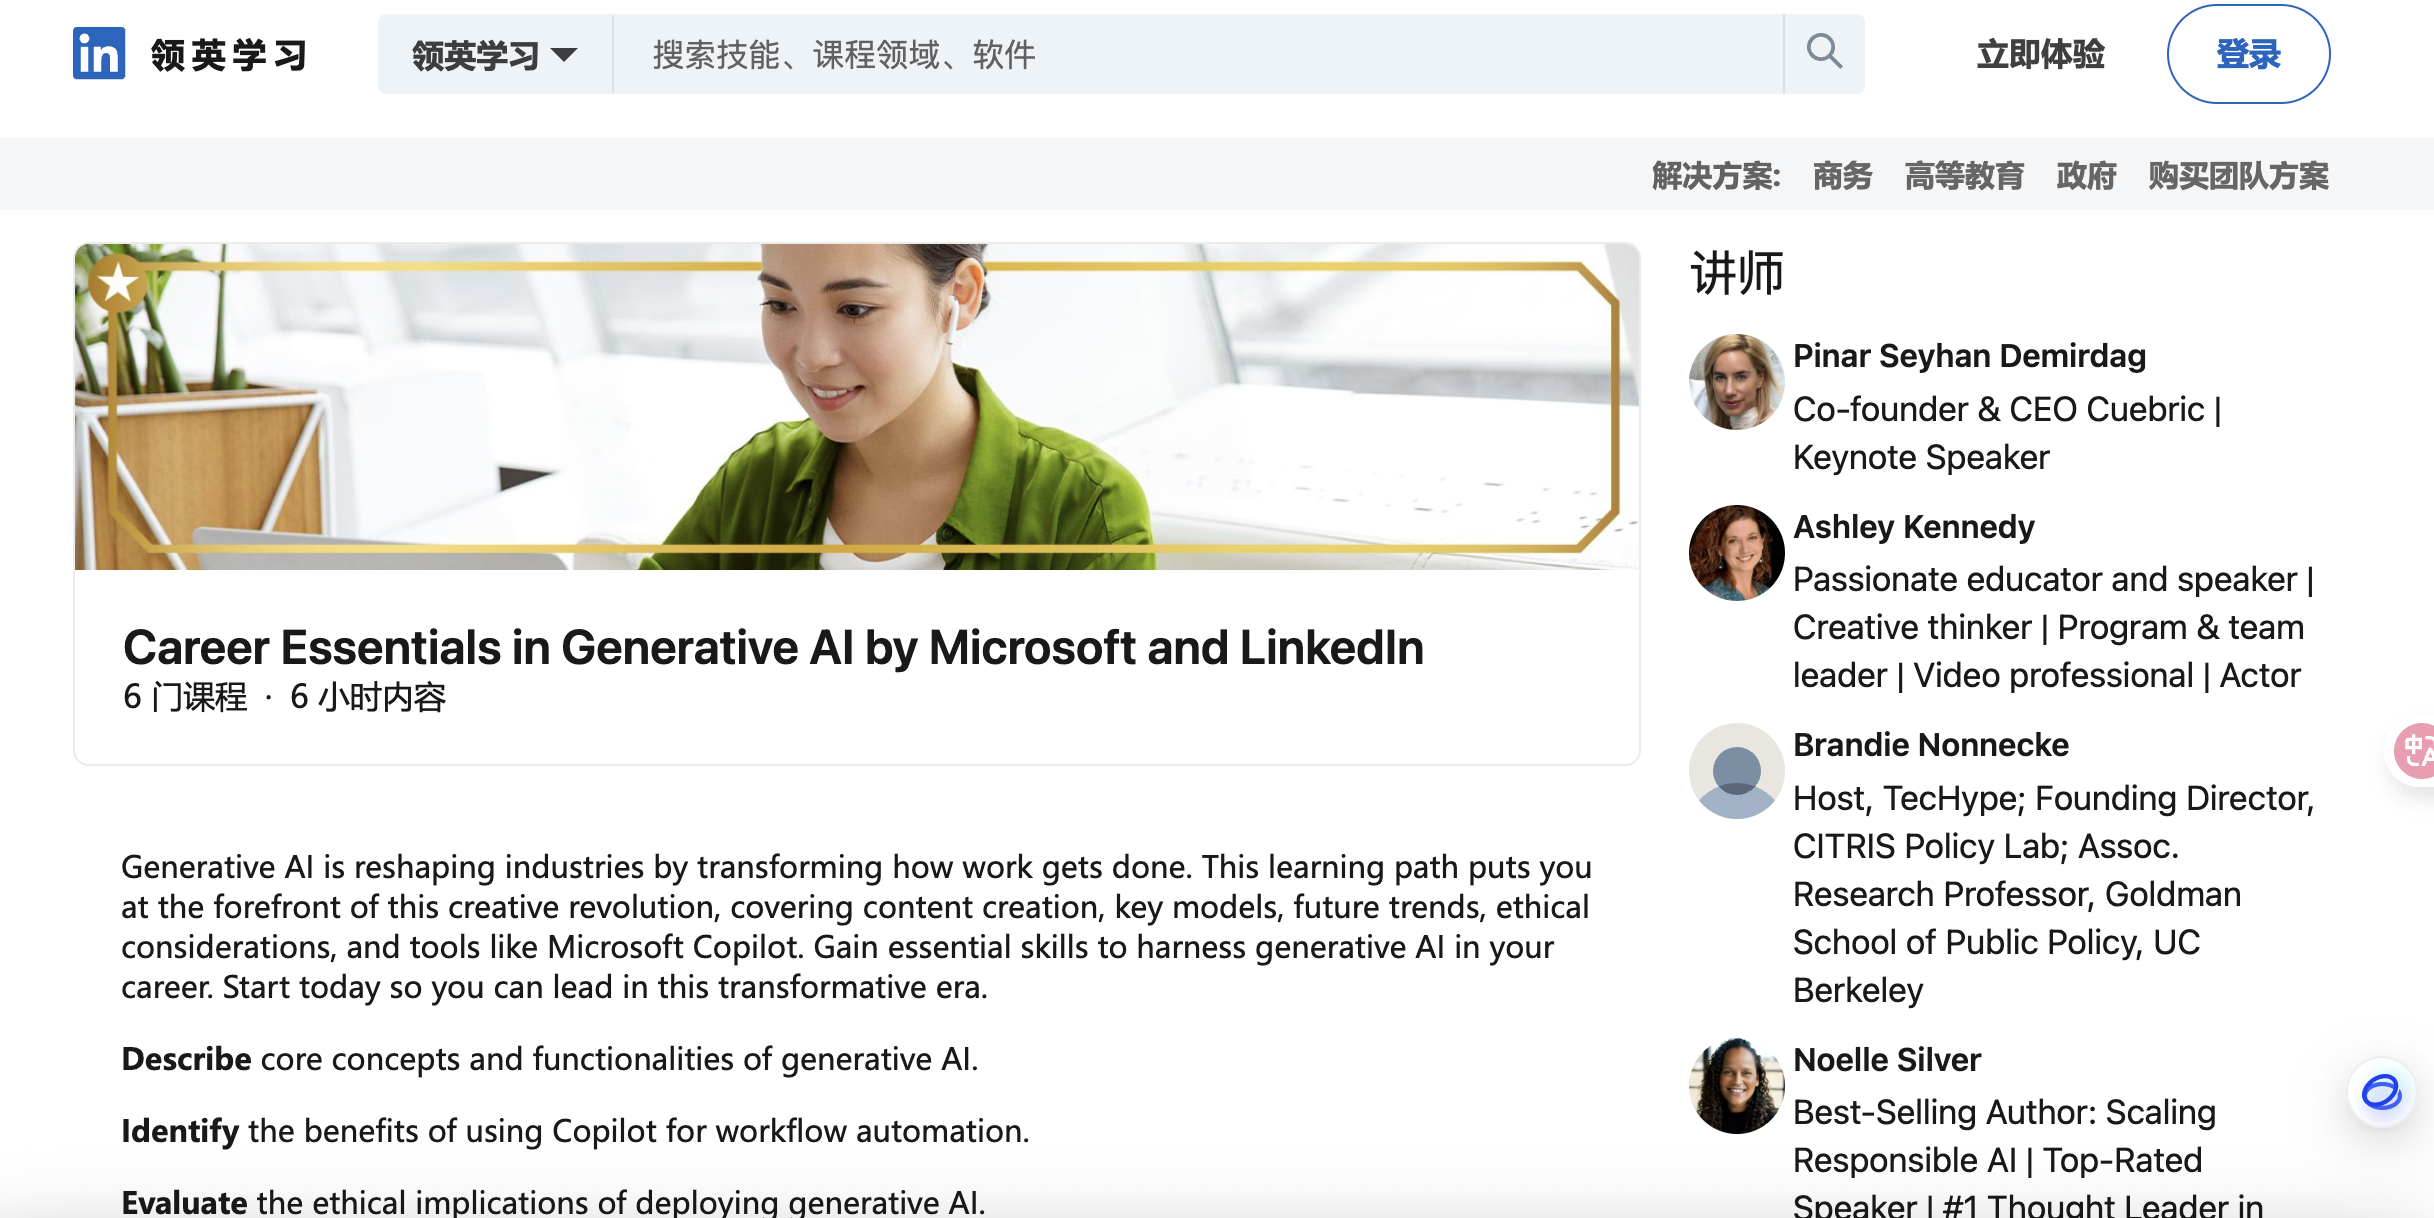 in 领英学习
领英学习
搜索技能、课程领域、软件
立即体验
登录
解决方案: 商务 高等教育 政府 购买团队方案
Career Essentials in Generative AI by Microsoft and LinkedIn
6 门课程 · 6 小时内容
Generative AI is reshaping industries by transforming how work gets done. This learning path puts you
at the forefront of this creative revolution, covering content creation, key models, future trends, ethical
considerations, and tools like Microsoft Copilot. Gain essential skills to harness generative AI in your
career. Start today so you can lead in this transformative era.
Describe core concepts and functionalities of generative AI.
Identify the benefits of using Copilot for workflow automation.
Evaluate the ethical implications of deploying generative AI.
讲师
Pinar Seyhan Demirdag
Co-founder & CEO Cuebric |
Keynote Speaker
Ashley Kennedy
Passionate educator and speaker |
Creative thinker | Program & team
leader | Video professional | Actor
Brandie Nonnecke
Host, TecHype; Founding Director,
CITRIS Policy Lab; Assoc.
Research Professor, Goldman
School of Public Policy, UC
Berkeley
Noelle Silver
Best-Selling Author: Scaling
Responsible AI | Top-Rated
Speaker | #1 Thought Leader in
中A